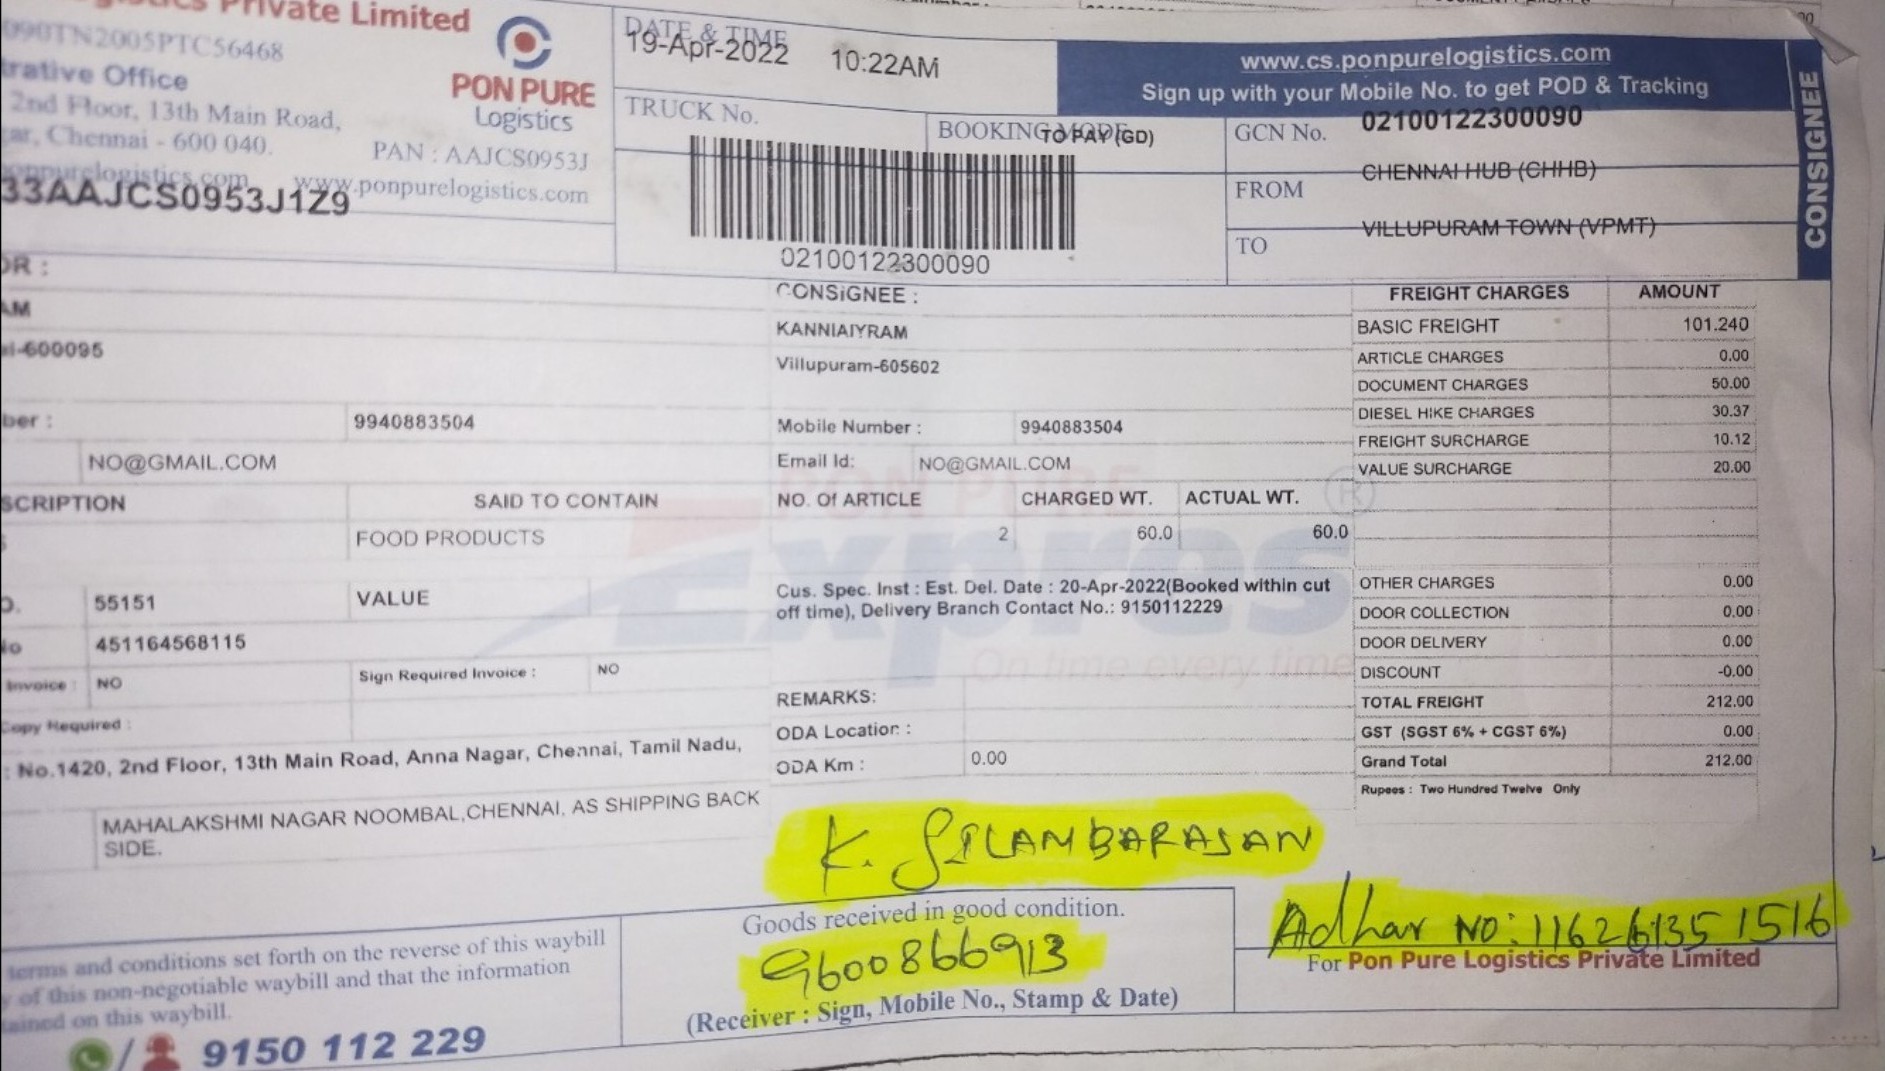 Private Limited
090TN2005PTC56468
trative Office
2nd Floor, 13th Main Road,
gar, Chennai - 600 040.
PAN : AAJCS0953J
www.ponpurelogistics.com
33AAJCS0953J1Z9
PON PURE
Logistics
DATE & TIME
19-Apr-2022 10:22AM
TRUCK No.
BOOKING MODE
TO PAY (GD)
02100122300090
www.cs.ponpurelogistics.com
Sign up with your Mobile No. to get POD & Tracking
GCN No. 02100122300090
FROM CHENNAI HUB (CHHB)
TO VILLUPURAM TOWN (VPMT)
CONSIGNEE
OR :
AM
ai-600095
ber : 9940883504
NO@GMAIL.COM
SCRIPTION SAID TO CONTAIN
FOOD PRODUCTS
O. 55151 VALUE
No 451164568115
Invoice : NO Sign Required Invoice : NO
Copy Required :
: No.1420, 2nd Floor, 13th Main Road, Anna Nagar, Chennai, Tamil Nadu,
MAHALAKSHMI NAGAR NOOMBAL,CHENNAI, AS SHIPPING BACK
SIDE.
CONSIGNEE :
KANNIAIYRAM
Villupuram-605602
Mobile Number : 9940883504
Email Id: NO@GMAIL.COM
NO. Of ARTICLE CHARGED WT. ACTUAL WT.
2 60.0 60.0
Cus. Spec. Inst : Est. Del. Date : 20-Apr-2022(Booked within cut
off time), Delivery Branch Contact No.: 9150112229
PON PURE
Expres
On time every time
REMARKS:
ODA Location :
ODA Km : 0.00
FREIGHT CHARGES AMOUNT
BASIC FREIGHT 101.240
ARTICLE CHARGES 0.00
DOCUMENT CHARGES 50.00
DIESEL HIKE CHARGES 30.37
FREIGHT SURCHARGE 10.12
VALUE SURCHARGE 20.00
OTHER CHARGES 0.00
DOOR COLLECTION 0.00
DOOR DELIVERY 0.00
DISCOUNT -0.00
TOTAL FREIGHT 212.00
GST (SGST 6% + CGST 6%) 0.00
Grand Total 212.00
Rupees : Two Hundred Twelve Only
K. SILAMBARASAN
Goods received in good condition.
9600866913
(Receiver : Sign, Mobile No., Stamp & Date)
Adhar NO: 116261351516
For Pon Pure Logistics Private Limited
terms and conditions set forth on the reverse of this waybill
y of this non-negotiable waybill and that the information
tained on this waybill.
9150 112 229